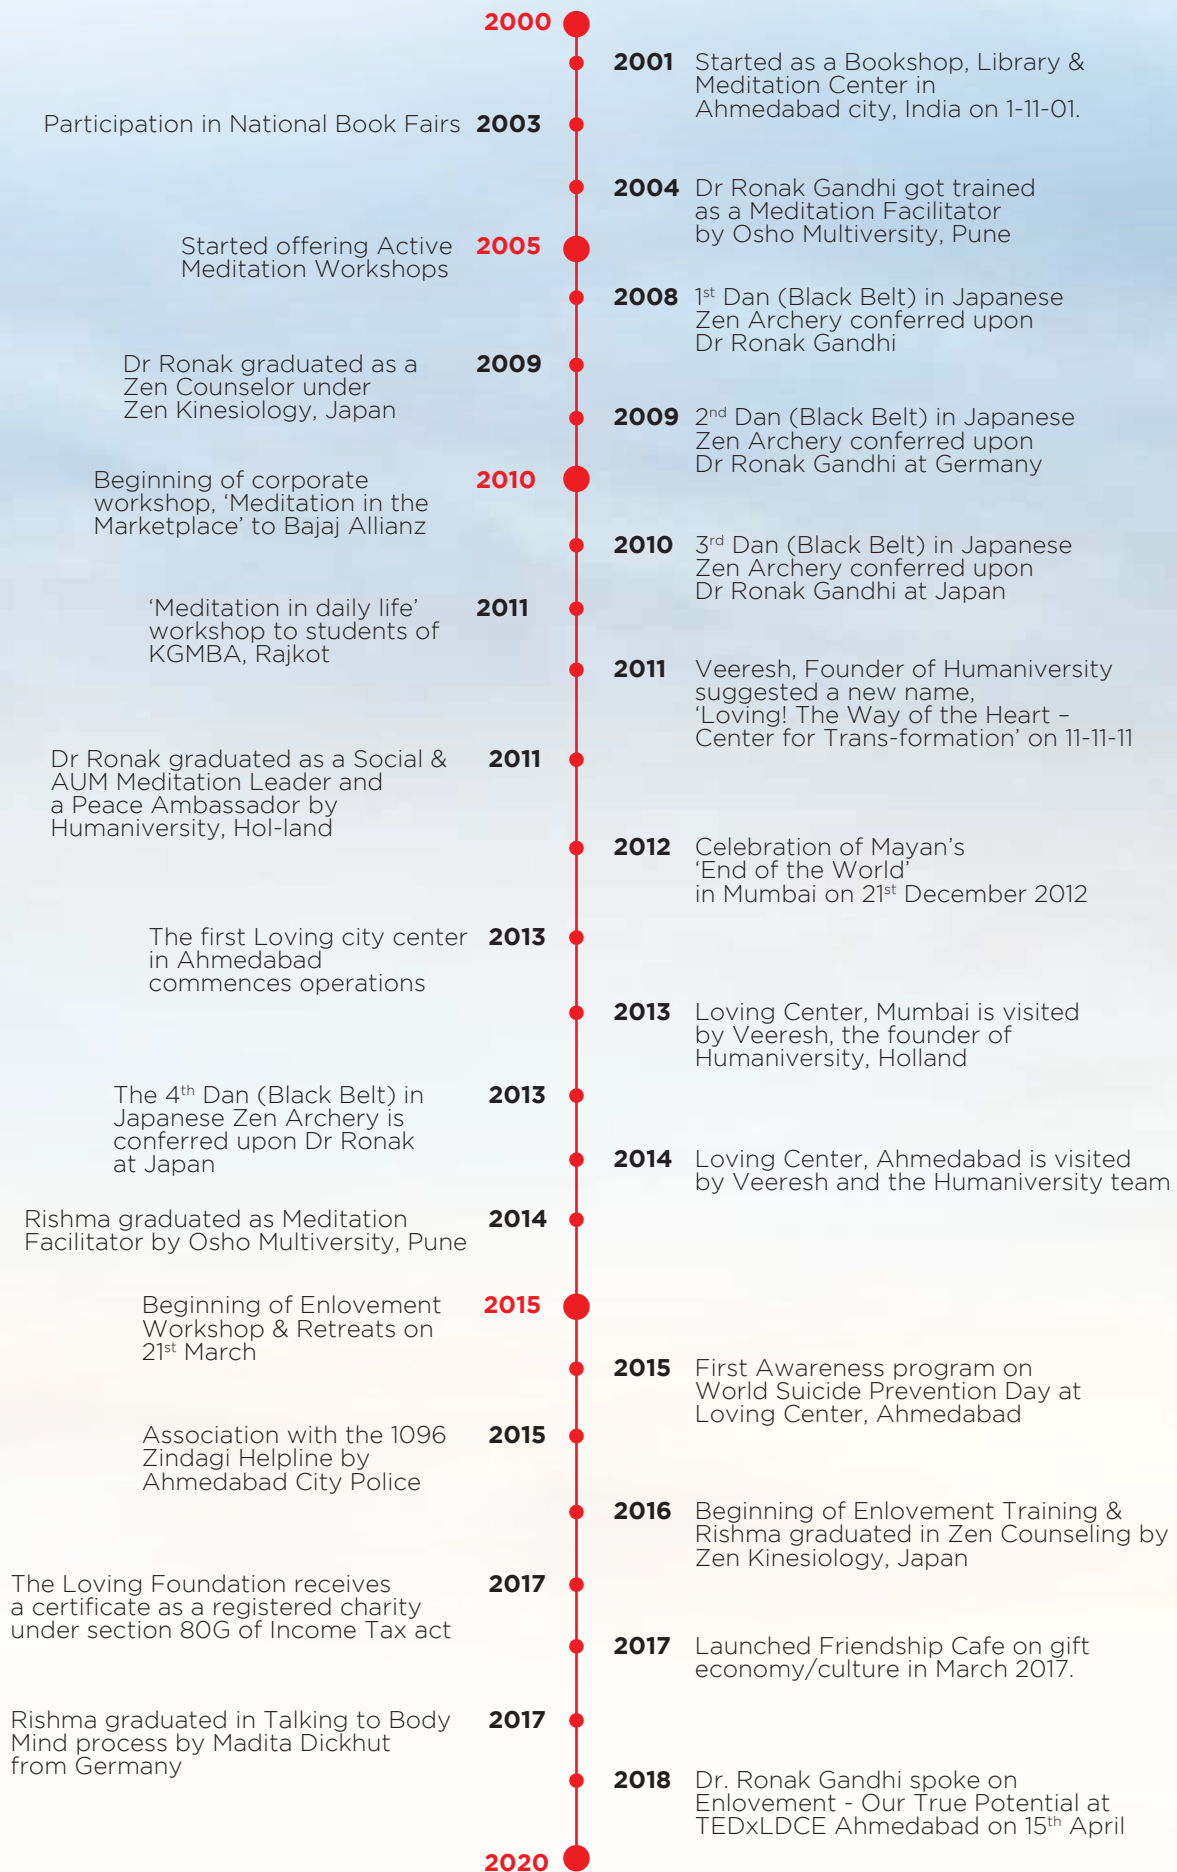 2000
2001 Started as a Bookshop, Library &
Meditation Center in
Ahmedabad city, India on 1-11-01.
Participation in National Book Fairs 2003
2004 Dr Ronak Gandhi got trained
as a Meditation Facilitator
by Osho Multiversity, Pune
Started offering Active 2005
Meditation Workshops
2008 1st Dan (Black Belt) in Japanese
Zen Archery conferred upon
Dr Ronak Gandhi
Dr Ronak graduated as a 2009
Zen Counselor under
Zen Kinesiology, Japan
2009 2nd Dan (Black Belt) in Japanese
Zen Archery conferred upon
Dr Ronak Gandhi at Germany
Beginning of corporate 2010
workshop, ‘Meditation in the
Marketplace’ to Bajaj Allianz
2010 3rd Dan (Black Belt) in Japanese
Zen Archery conferred upon
Dr Ronak Gandhi at Japan
‘Meditation in daily life’ 2011
workshop to students of
KGMBA, Rajkot
2011 Veeresh, Founder of Humaniversity
suggested a new name,
‘Loving! The Way of the Heart –
Center for Trans-formation’ on 11-11-11
Dr Ronak graduated as a Social & 2011
AUM Meditation Leader and
a Peace Ambassador by
Humaniversity, Hol-land
2012 Celebration of Mayan’s
‘End of the World’
in Mumbai on 21st December 2012
The first Loving city center 2013
in Ahmedabad
commences operations
2013 Loving Center, Mumbai is visited
by Veeresh, the founder of
Humaniversity, Holland
The 4th Dan (Black Belt) in 2013
Japanese Zen Archery is
conferred upon Dr Ronak
at Japan
2014 Loving Center, Ahmedabad is visited
by Veeresh and the Humaniversity team
Rishma graduated as Meditation 2014
Facilitator by Osho Multiversity, Pune
Beginning of Enlovement 2015
Workshop & Retreats on
21st March
2015 First Awareness program on
World Suicide Prevention Day at
Loving Center, Ahmedabad
Association with the 1096 2015
Zindagi Helpline by
Ahmedabad City Police
2016 Beginning of Enlovement Training &
Rishma graduated in Zen Counseling by
Zen Kinesiology, Japan
The Loving Foundation receives 2017
a certificate as a registered charity
under section 80G of Income Tax act
2017 Launched Friendship Cafe on gift
economy/culture in March 2017.
Rishma graduated in Talking to Body 2017
Mind process by Madita Dickhut
from Germany
2018 Dr. Ronak Gandhi spoke on
Enlovement - Our True Potential at
TEDxLDCE Ahmedabad on 15th April
2020